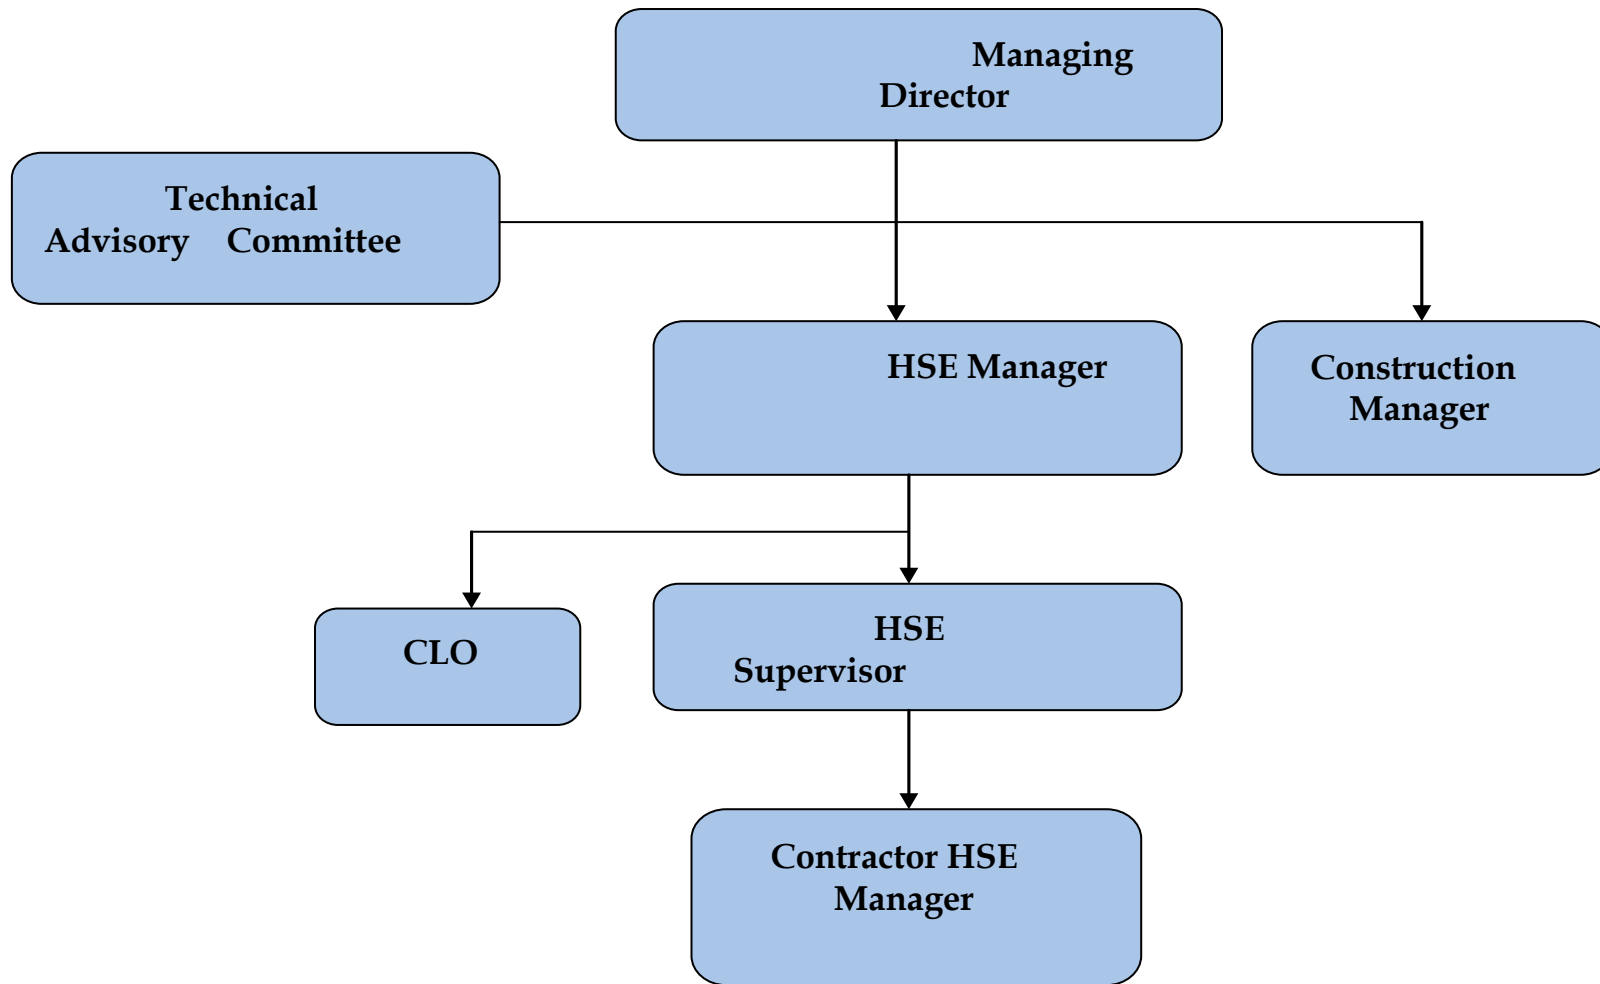 Managing
Director
Technical
Advisory Committee
HSE Manager
Construction
Manager
CLO
HSE
Supervisor
Contractor HSE
Manager